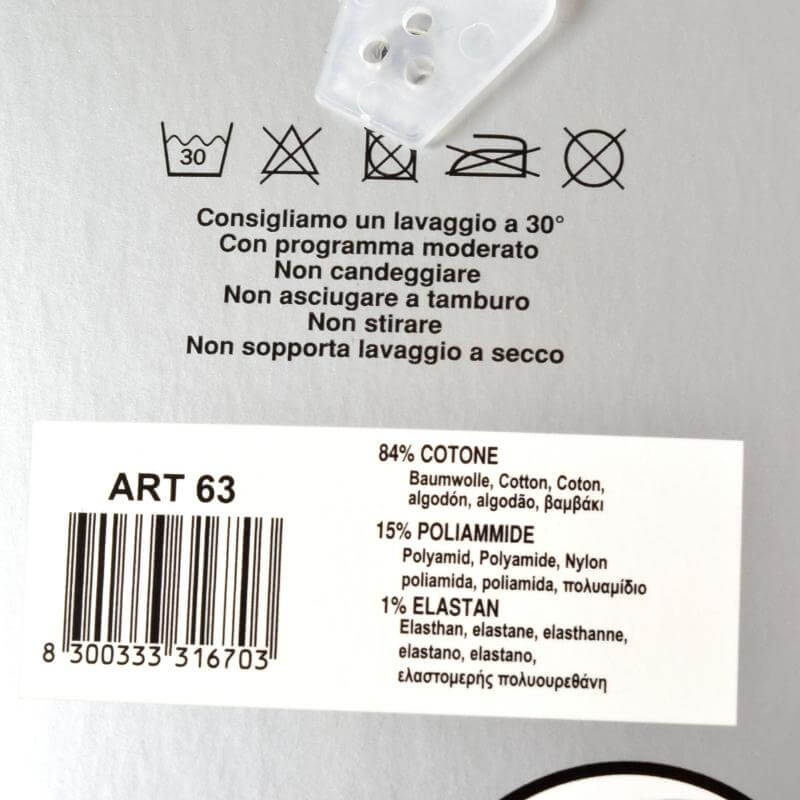 30
Consigliamo un lavaggio a 30°
Con programma moderato
Non candeggiare
Non asciugare a tamburo
Non stirare
Non sopporta lavaggio a secco
ART 63
8 300333 316703
84% COTONE
Baumwolle, Cotton, Coton,
algodón, algodão, βαμβάκι
15% POLIAMMIDE
Polyamid, Polyamide, Nylon
poliamida, poliamida, πολυαμίδιο
1% ELASTAN
Elasthan, elastane, elasthanne,
elastano, elastano,
ελαστομερής πολυουρεθάνη